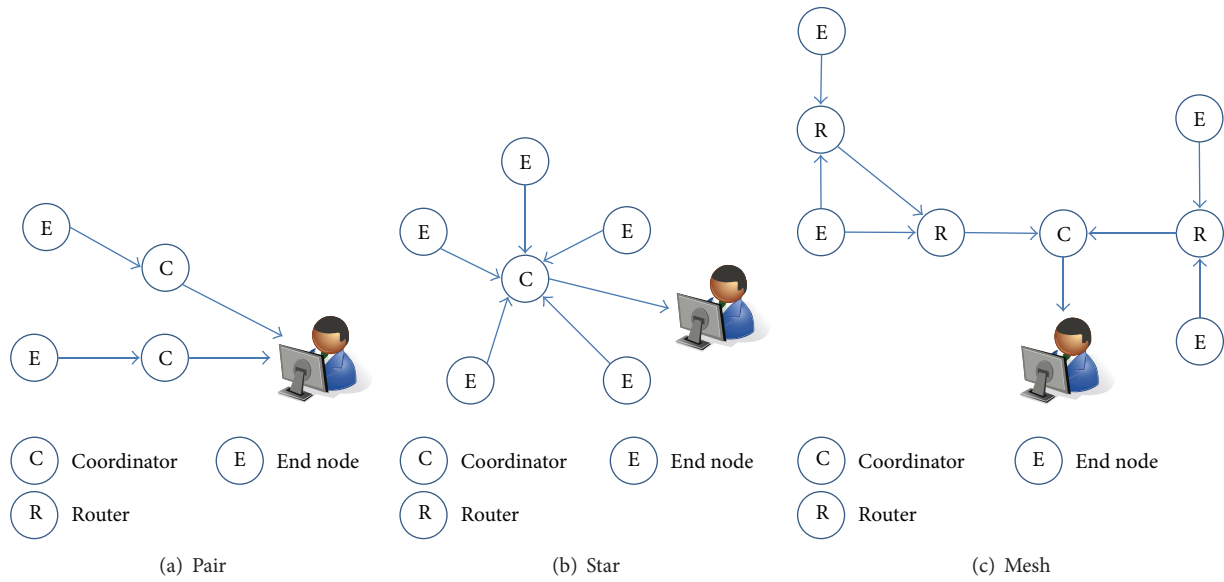 E
C
E
C
C Coordinator
E End node
R Router
(a) Pair
E
E
E
C
E
E
C Coordinator
E End node
R Router
(b) Star
E
R
E
E
R
C
R
E
C Coordinator
E End node
R Router
(c) Mesh